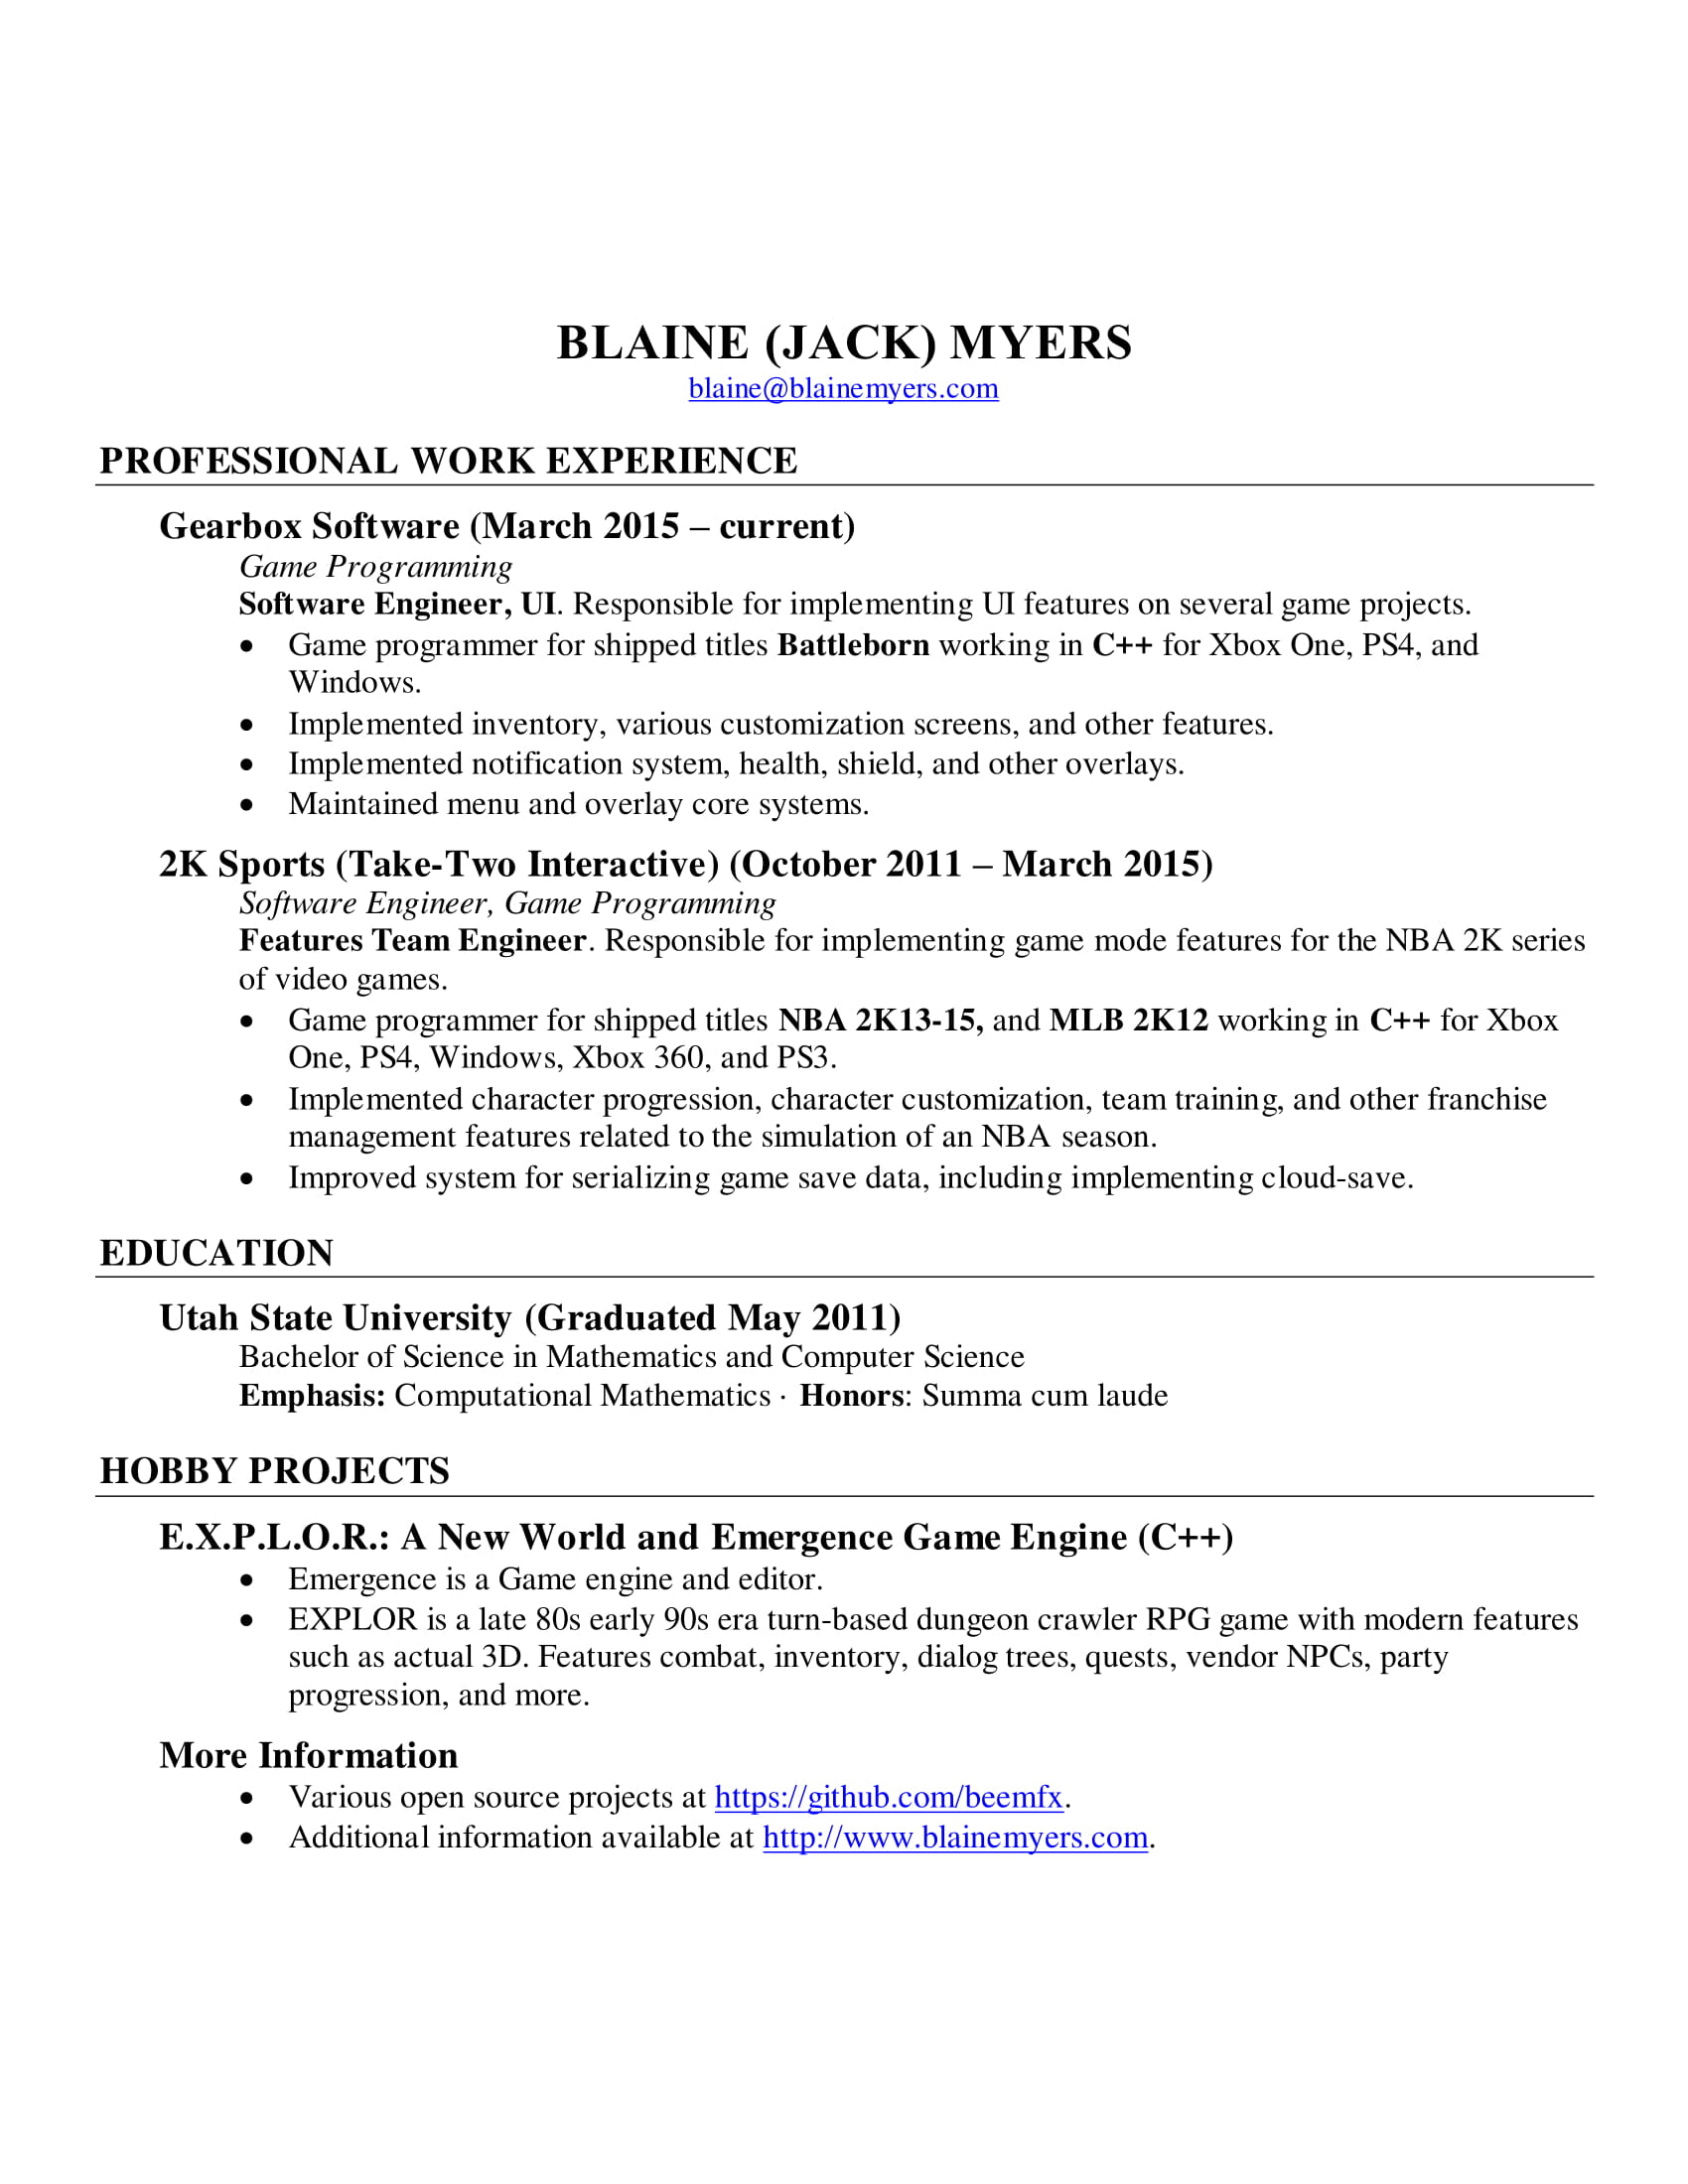 BLAINE (JACK) MYERS
blaine@blainemyers.com
PROFESSIONAL WORK EXPERIENCE
Gearbox Software (March 2015 – current)
Game Programming
Software Engineer, UI. Responsible for implementing UI features on several game projects.
• Game programmer for shipped titles Battleborn working in C++ for Xbox One, PS4, and
Windows.
• Implemented inventory, various customization screens, and other features.
• Implemented notification system, health, shield, and other overlays.
• Maintained menu and overlay core systems.
2K Sports (Take-Two Interactive) (October 2011 – March 2015)
Software Engineer, Game Programming
Features Team Engineer. Responsible for implementing game mode features for the NBA 2K series
of video games.
• Game programmer for shipped titles NBA 2K13-15, and MLB 2K12 working in C++ for Xbox
One, PS4, Windows, Xbox 360, and PS3.
• Implemented character progression, character customization, team training, and other franchise
management features related to the simulation of an NBA season.
• Improved system for serializing game save data, including implementing cloud-save.
EDUCATION
Utah State University (Graduated May 2011)
Bachelor of Science in Mathematics and Computer Science
Emphasis: Computational Mathematics · Honors: Summa cum laude
HOBBY PROJECTS
E.X.P.L.O.R.: A New World and Emergence Game Engine (C++)
• Emergence is a Game engine and editor.
• EXPLOR is a late 80s early 90s era turn-based dungeon crawler RPG game with modern features
such as actual 3D. Features combat, inventory, dialog trees, quests, vendor NPCs, party
progression, and more.
More Information
• Various open source projects at https://github.com/beemfx.
• Additional information available at http://www.blainemyers.com.